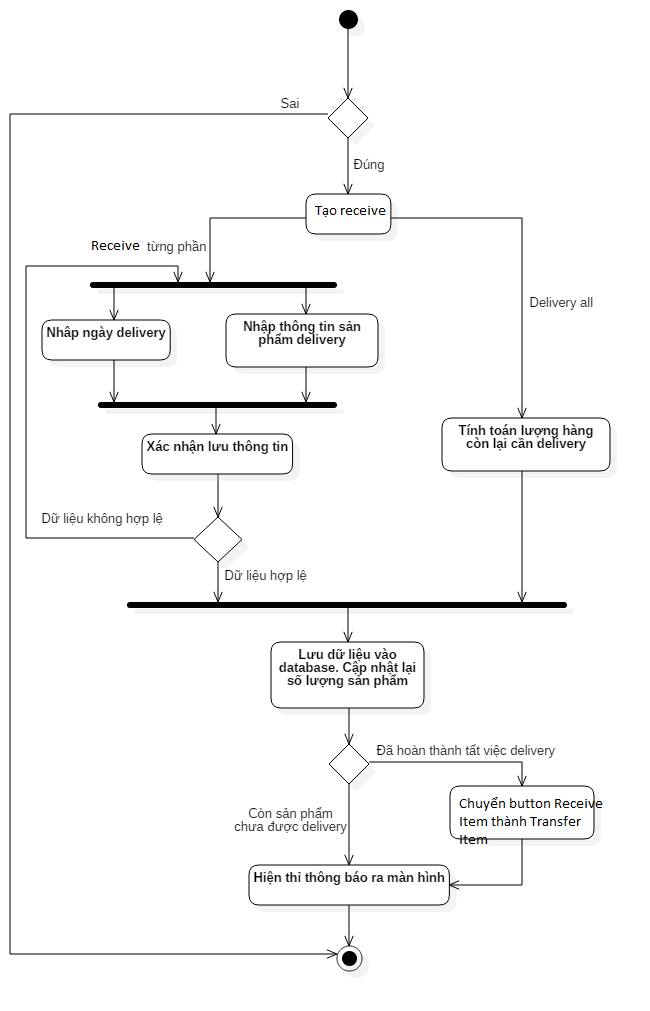 Sai
Đúng
Tạo receive
Receive từng phần
Delivery all
Nhâp ngày delivery
Nhập thông tin sản
phẩm delivery
Tính toán lượng hàng
còn lại cần delivery
Xác nhận lưu thông tin
Dữ liệu không hợp lệ
Dữ liệu hợp lệ
Lưu dữ liệu vào
database. Cập nhật lại
số lượng sản phẩm
Đã hoàn thành tất việc delivery
Chuyển button Receive
Item thành Transfer
Item
Còn sản phẩm
chưa được delivery
Hiện thỉ thông báo ra màn hình